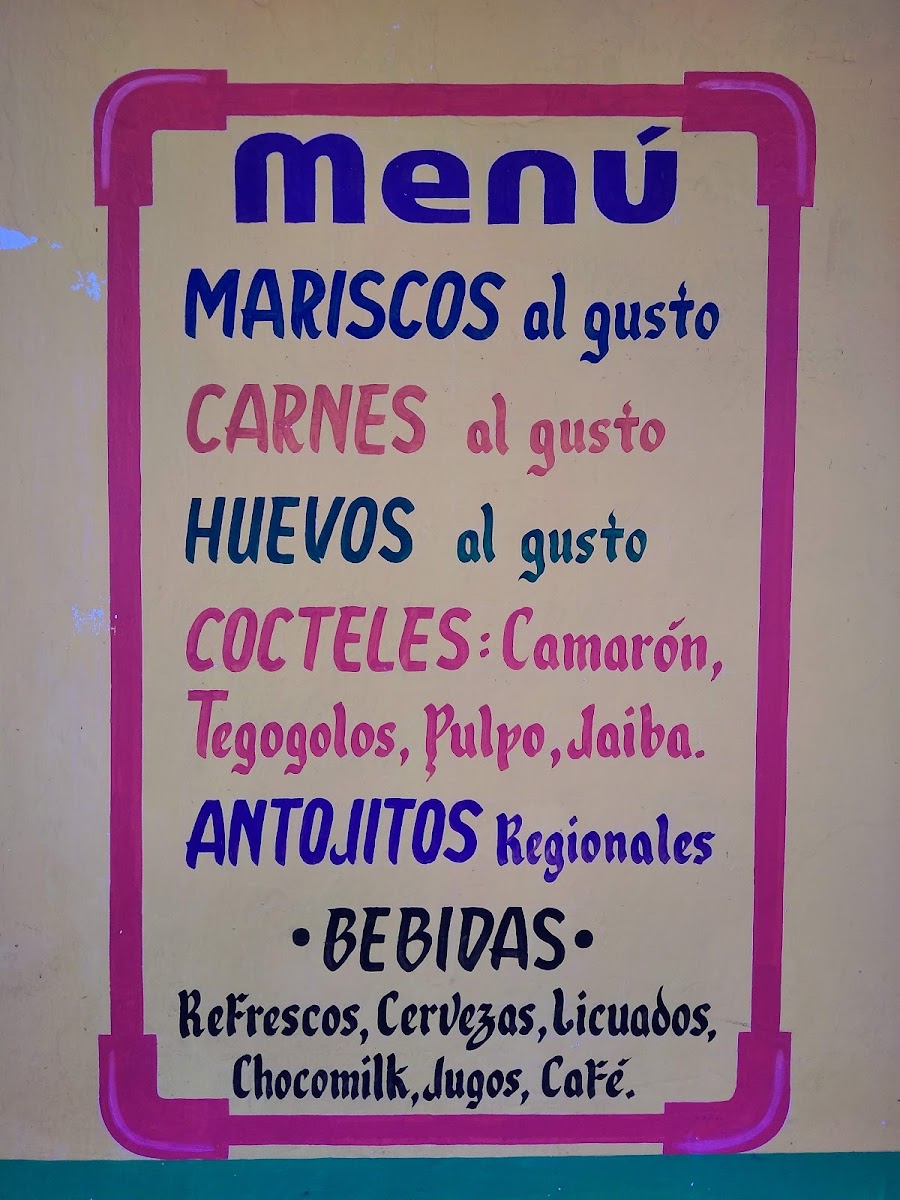 Menú
MARISCOS al gusto
CARNES al gusto
HUEVOS al gusto
COCTELES: Camarón,
Tegogolos, Pulpo, Jaiba.
ANTOJITOS Regionales
•BEBIDAS•
Refrescos, Cervezas, Licuados,
Chocomilk, Jugos, Café.